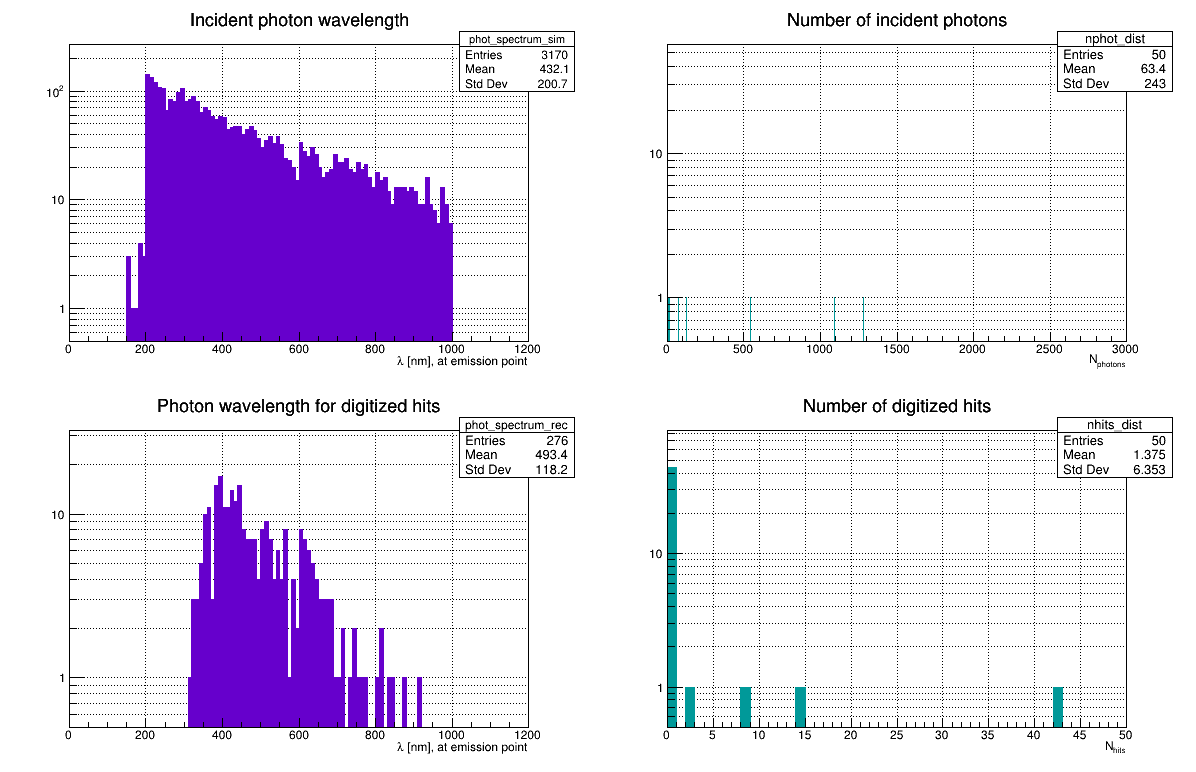 Incident photon wavelength
phot_spectrum_sim
Entries 3170
Mean 432.1
Std Dev 200.7
10²
10
1
0 200 400 600 800 1000 1200
λ [nm], at emission point
Number of incident photons
nphot_dist
Entries 50
Mean 63.4
Std Dev 243
10
1
0 500 1000 1500 2000 2500 3000
Nphotons
Photon wavelength for digitized hits
phot_spectrum_rec
Entries 276
Mean 493.4
Std Dev 118.2
10
1
0 200 400 600 800 1000 1200
λ [nm], at emission point
Number of digitized hits
nhits_dist
Entries 50
Mean 1.375
Std Dev 6.353
10
1
0 5 10 15 20 25 30 35 40 45 50
Nhits